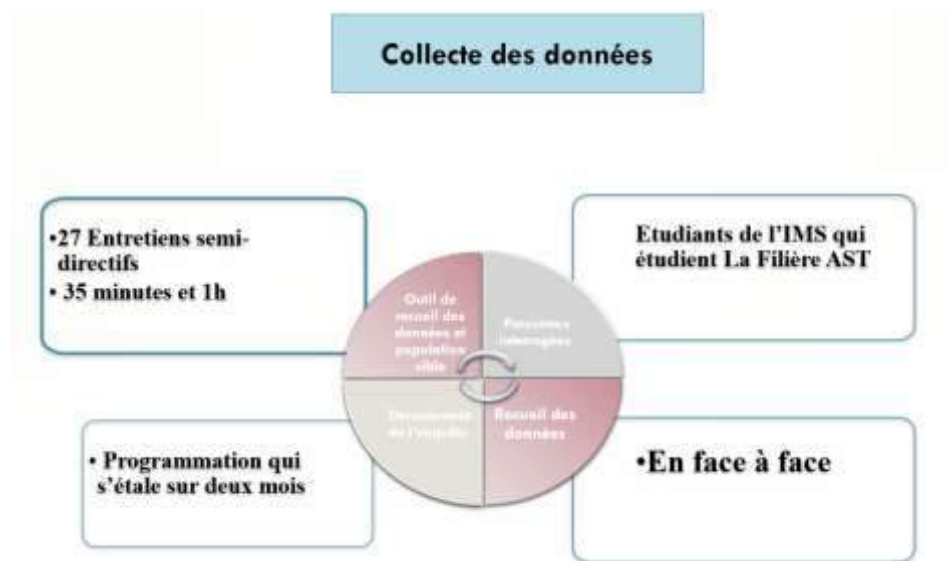 Collecte des données
•27 Entretiens semi-
directifs
• 35 minutes et 1h
Etudiants de l'IMS qui
étudient La Filière AST
Outil de
recueil des
données et
population
cible
Personnes
interrogées
Déroulement
de l'enquête
Recueil des
données
• Programmation qui
s'étale sur deux mois
•En face à face